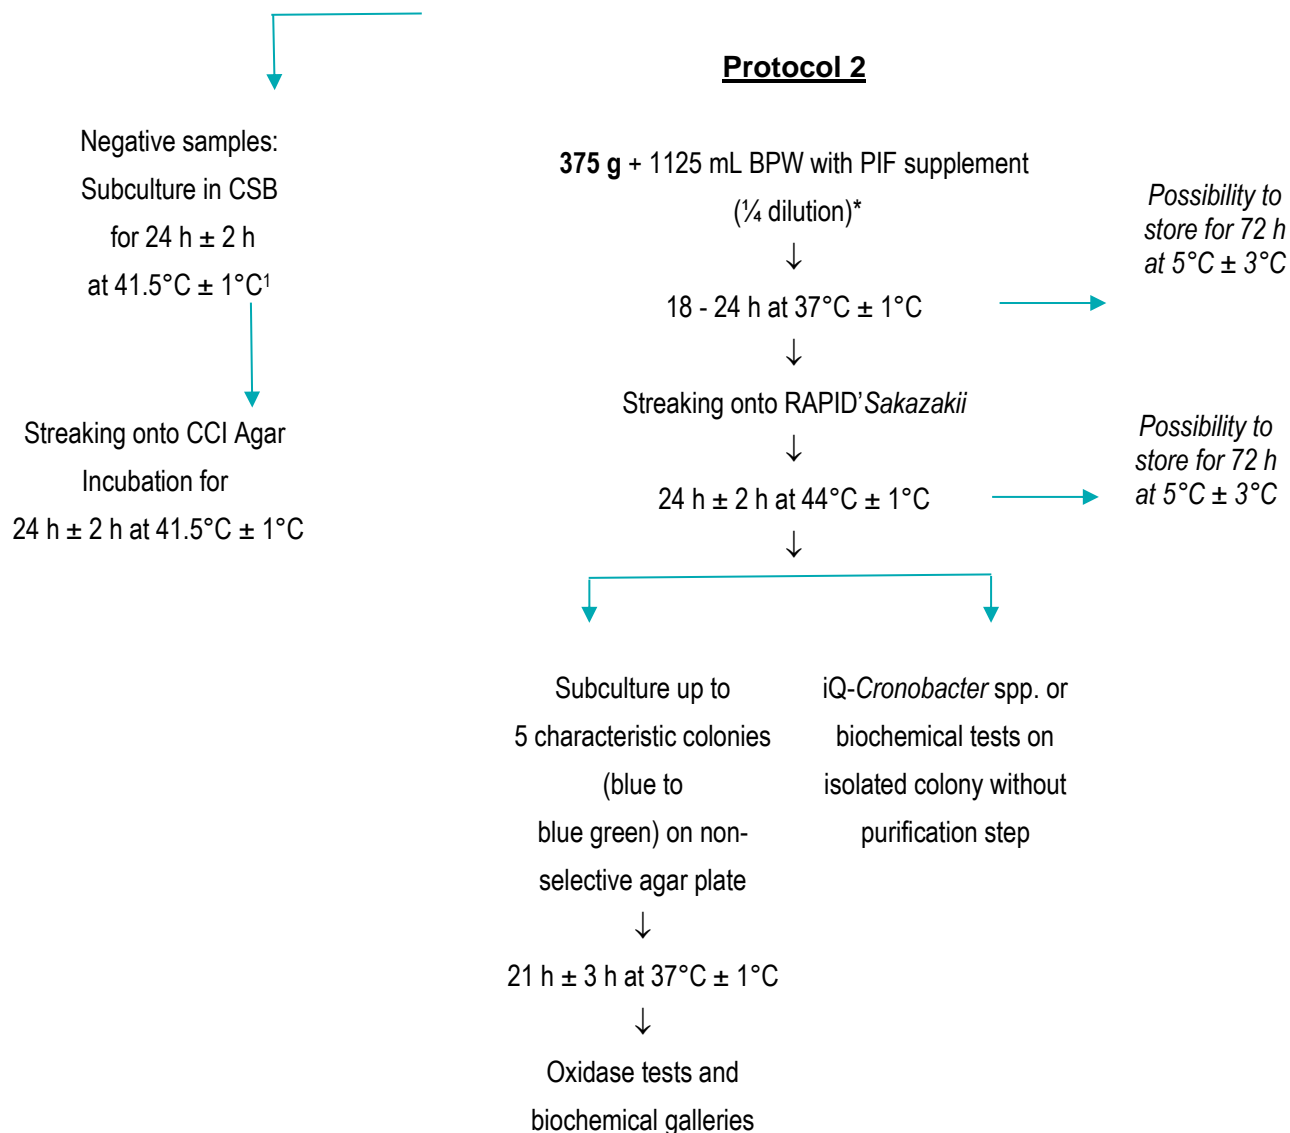 Protocol 2
Negative samples:
Subculture in CSB
for 24 h ± 2 h
at 41.5°C ± 1°C¹
Streaking onto CCI Agar
Incubation for
24 h ± 2 h at 41.5°C ± 1°C
375 g + 1125 mL BPW with PIF supplement
(¼ dilution)*
↓
18 - 24 h at 37°C ± 1°C
↓
Streaking onto RAPID’Sakazakii
↓
24 h ± 2 h at 44°C ± 1°C
↓
Possibility to
store for 72 h
at 5°C ± 3°C
Possibility to
store for 72 h
at 5°C ± 3°C
Subculture up to
5 characteristic colonies
(blue to
blue green) on non-
selective agar plate
↓
21 h ± 3 h at 37°C ± 1°C
↓
Oxidase tests and
biochemical galleries
iQ-Cronobacter spp. or
biochemical tests on
isolated colony without
purification step